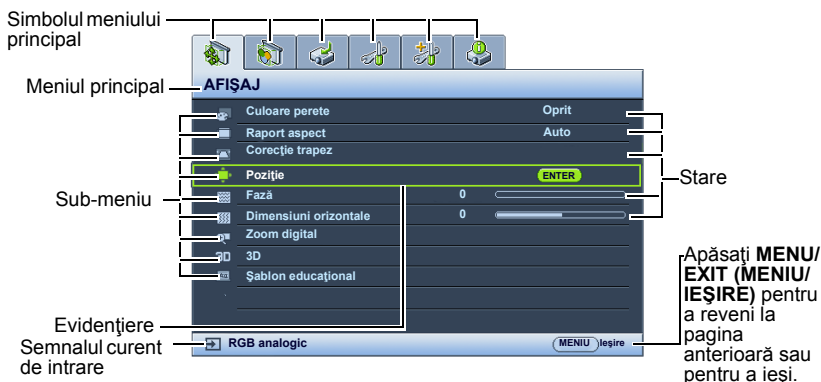 Simbolul meniului
principal
Meniul principal
AFIŞAJ
Culoare perete Oprit
Raport aspect Auto
Corecţie trapez
Poziţie ENTER
Fază 0
Dimensiuni orizontale 0
Zoom digital
3D 3D
Şablon educaţional
Sub-meniu
Stare
Evidenţiere
Semnalul curent
de intrare
RGB analogic MENIU Ieşire
Apăsaţi MENU/
EXIT (MENIU/
IEŞIRE) pentru
a reveni la
pagina
anterioară sau
pentru a ieşi.